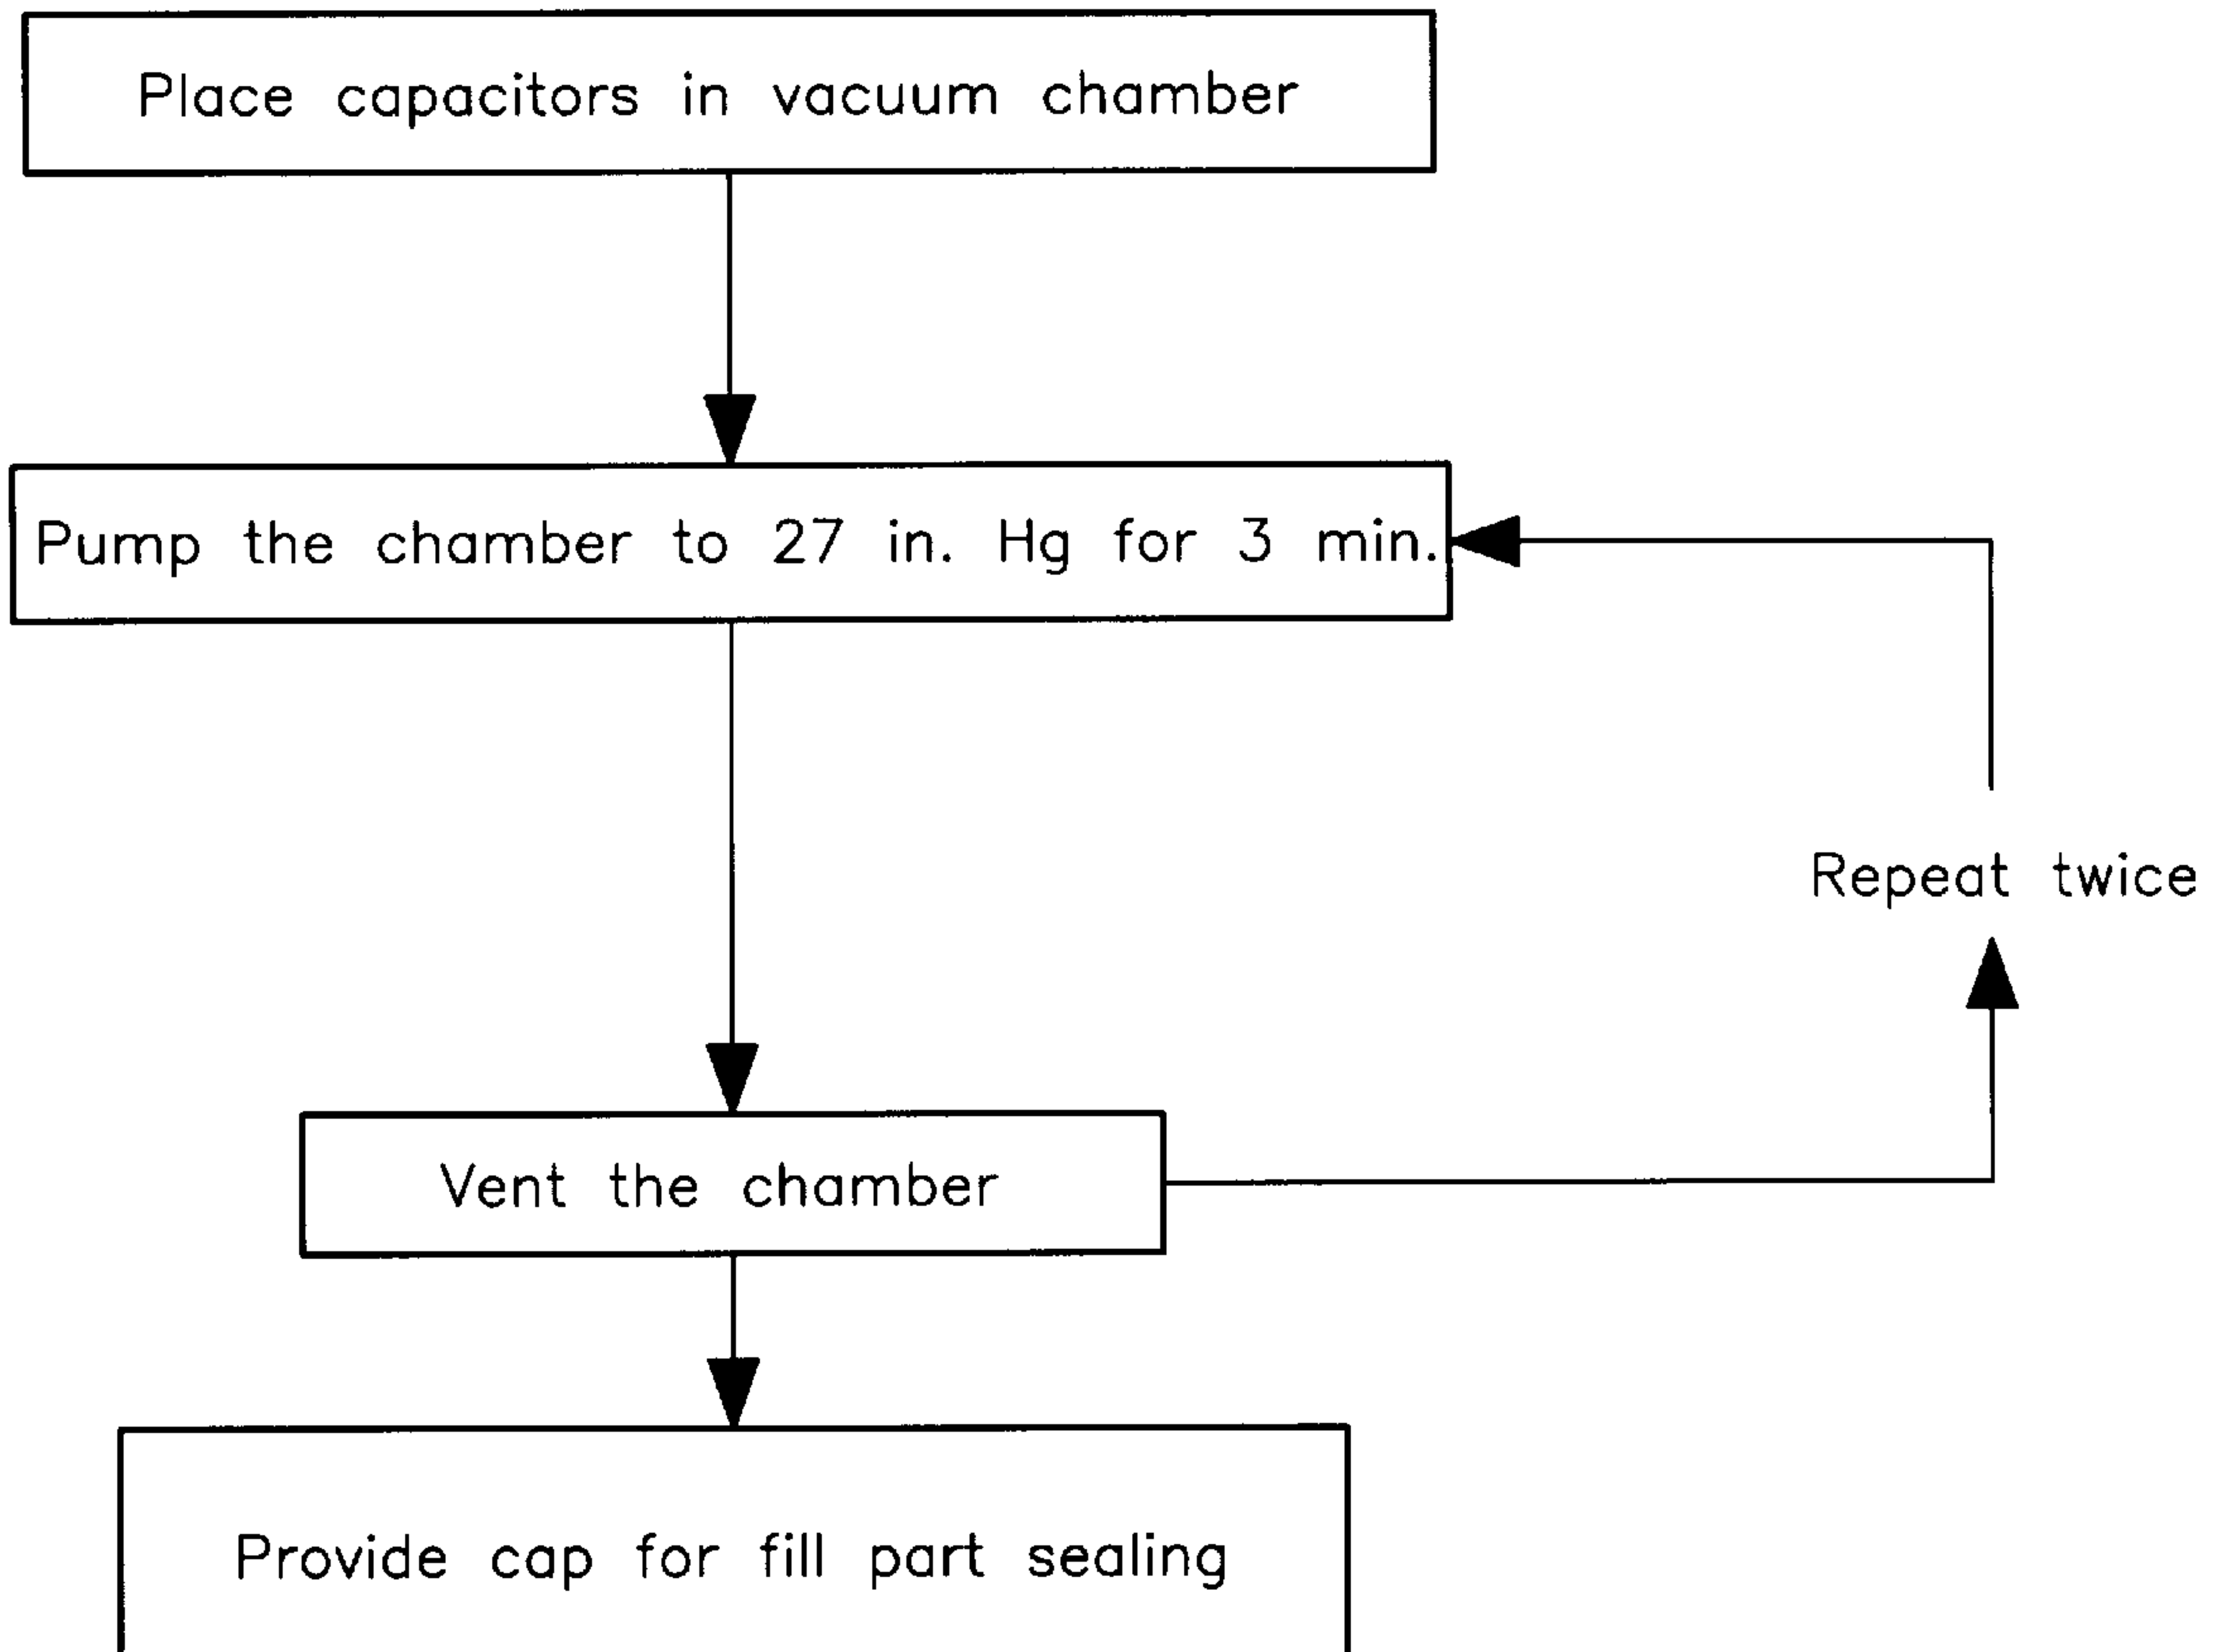 Place capacitors in vacuum chamber
Pump the chamber to 27 in. Hg for 3 min.
Repeat twice
Vent the chamber
Provide cap for fill part sealing